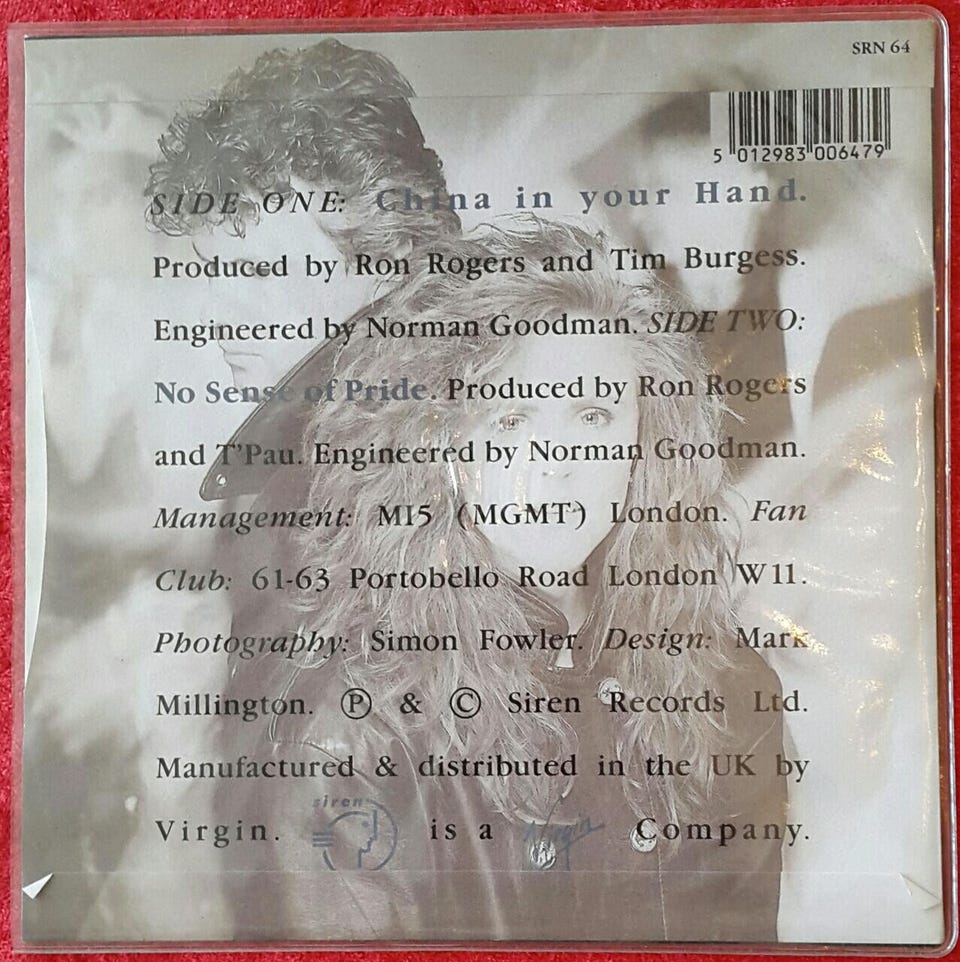 SRN 64
5 012983 006479
SIDE ONE: China in your Hand.
Produced by Ron Rogers and Tim Burgess.
Engineered by Norman Goodman. SIDE TWO:
No Sense of Pride. Produced by Ron Rogers
and T'Pau. Engineered by Norman Goodman.
Management: MI5 (MGMT) London. Fan
Club: 61-63 Portobello Road London W11.
Photography: Simon Fowler. Design: Mark
Millington. Ⓟ & © Siren Records Ltd.
Manufactured & distributed in the UK by
siren
Virgin. is a Virgin Company.